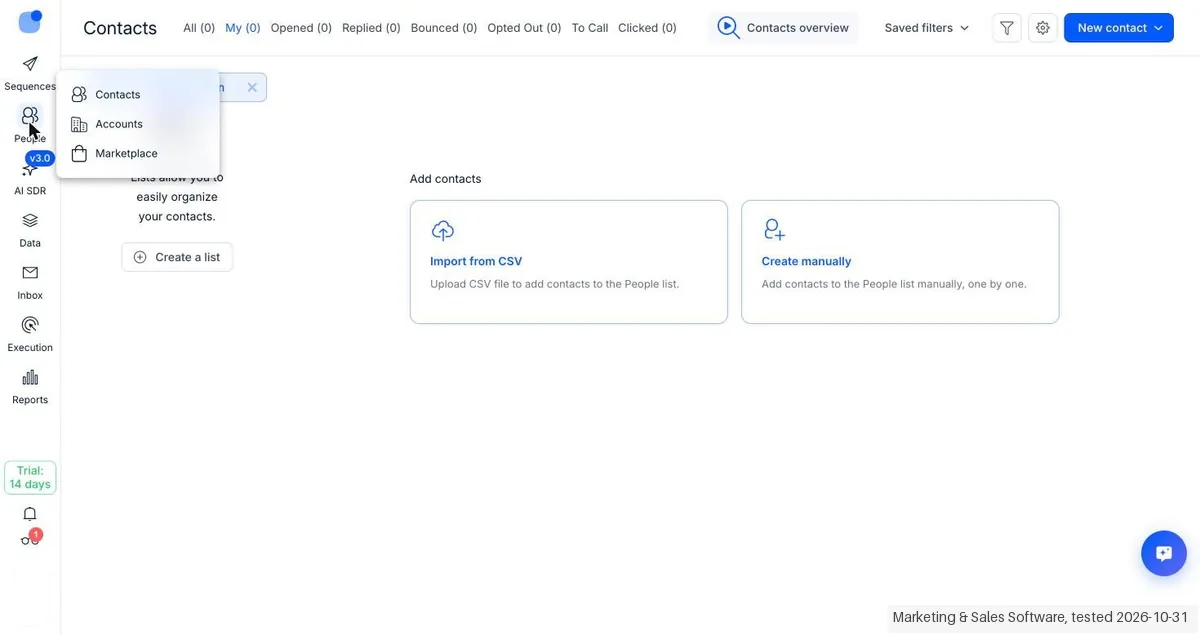 Contacts
All (0) My (0) Opened (0) Replied (0) Bounced (0) Opted Out (0) To Call Clicked (0)
Contacts overview
Saved filters
New contact
Sequences
People
v3.0
AI SDR
Data
Inbox
Execution
Reports
Trial:
14 days
1
Contacts
Accounts
Marketplace
Lists allow you to
easily organize
your contacts.
Create a list
Add contacts
Import from CSV
Upload CSV file to add contacts to the People list.
Create manually
Add contacts to the People list manually, one by one.
Marketing & Sales Software, tested 2026-10-31